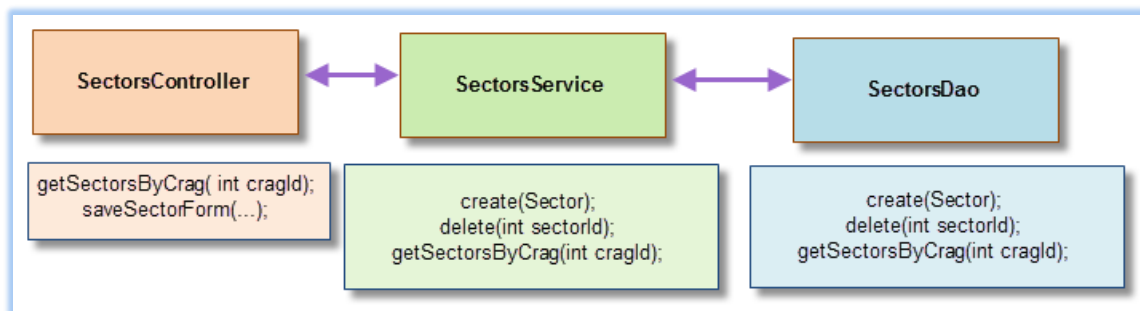 SectorsController
SectorsService
SectorsDao
getSectorsByCrag( int cragId);
saveSectorForm(...);
create(Sector);
delete(int sectorId);
getSectorsByCrag(int cragId);
create(Sector);
delete(int sectorId);
getSectorsByCrag(int cragId);